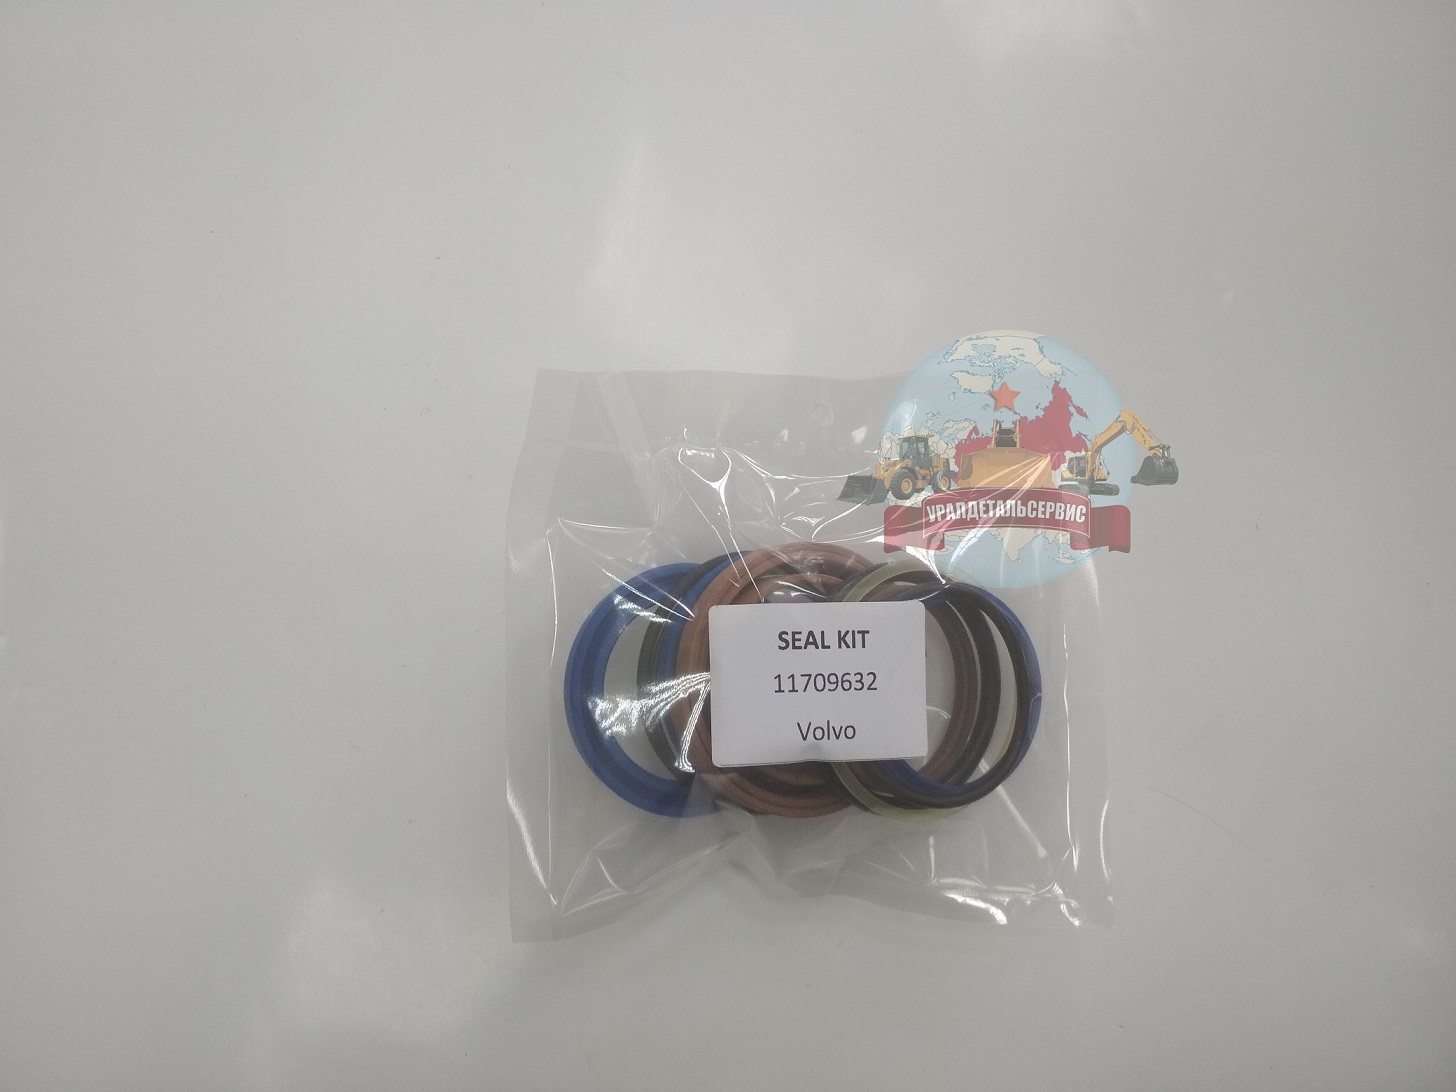 УРАЛДЕТАЛЬСЕРВИС
SEAL KIT
11709632
Volvo